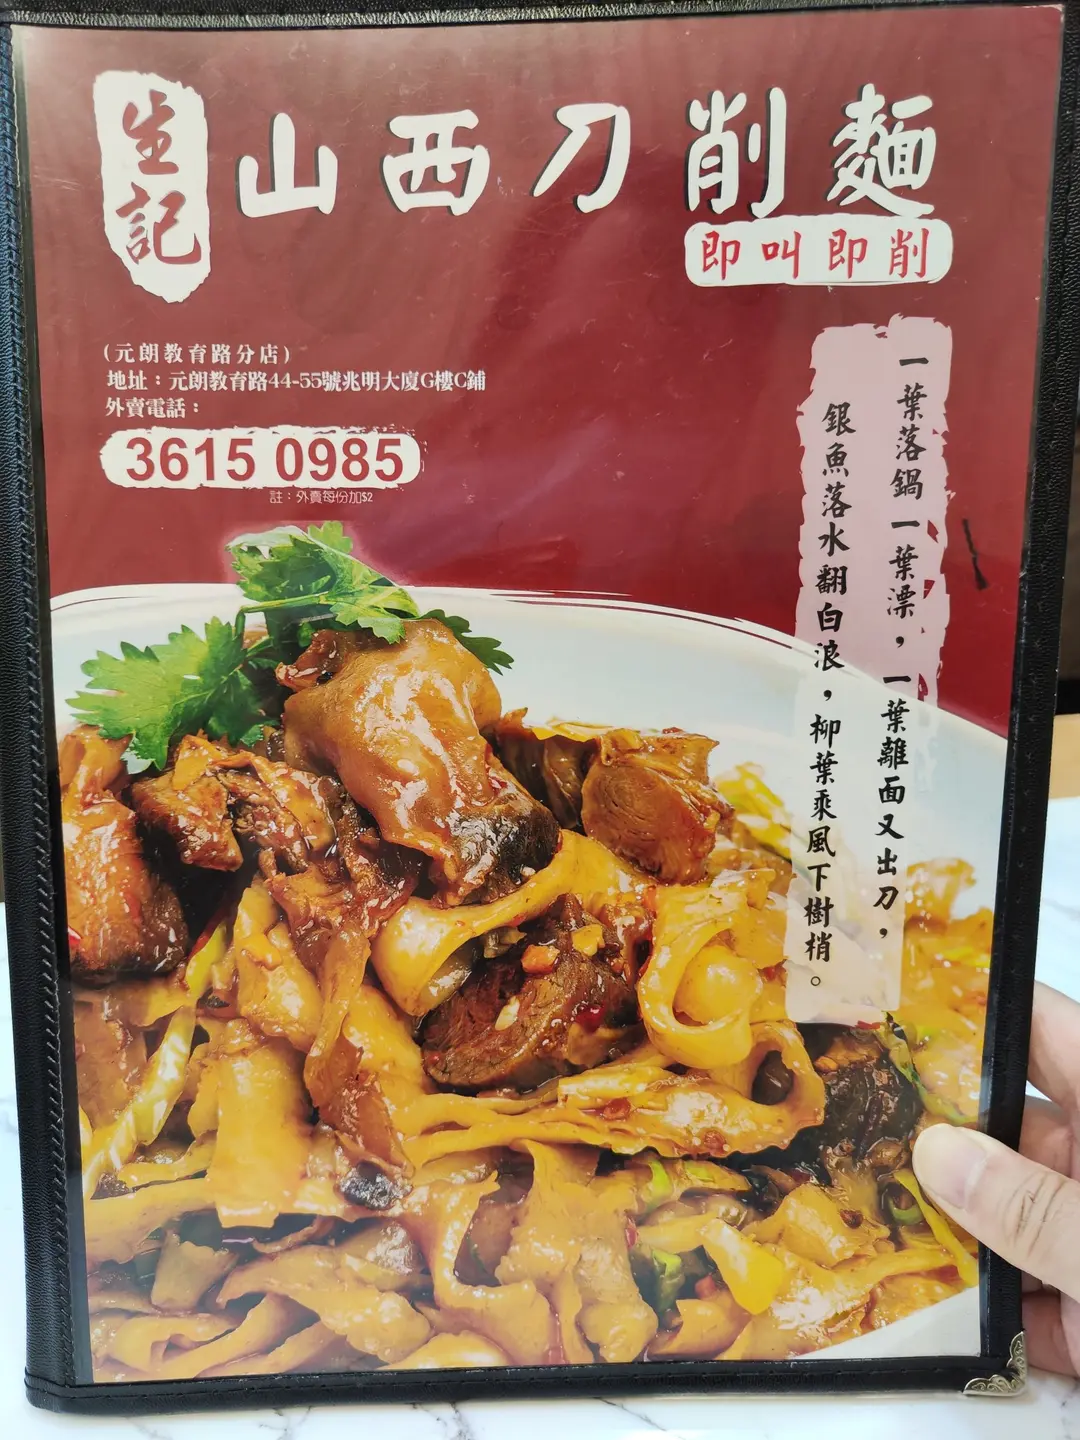 生記
山西刀削麵
即叫即削
(元朗教育路分店)
地址：元朗教育路44-55號兆明大廈G樓C鋪
外賣電話：
3615 0985
註：外賣每份加$2
一葉落鍋一葉漂，一葉離面又出刀，
銀魚落水翻白浪，柳葉乘風下樹梢。